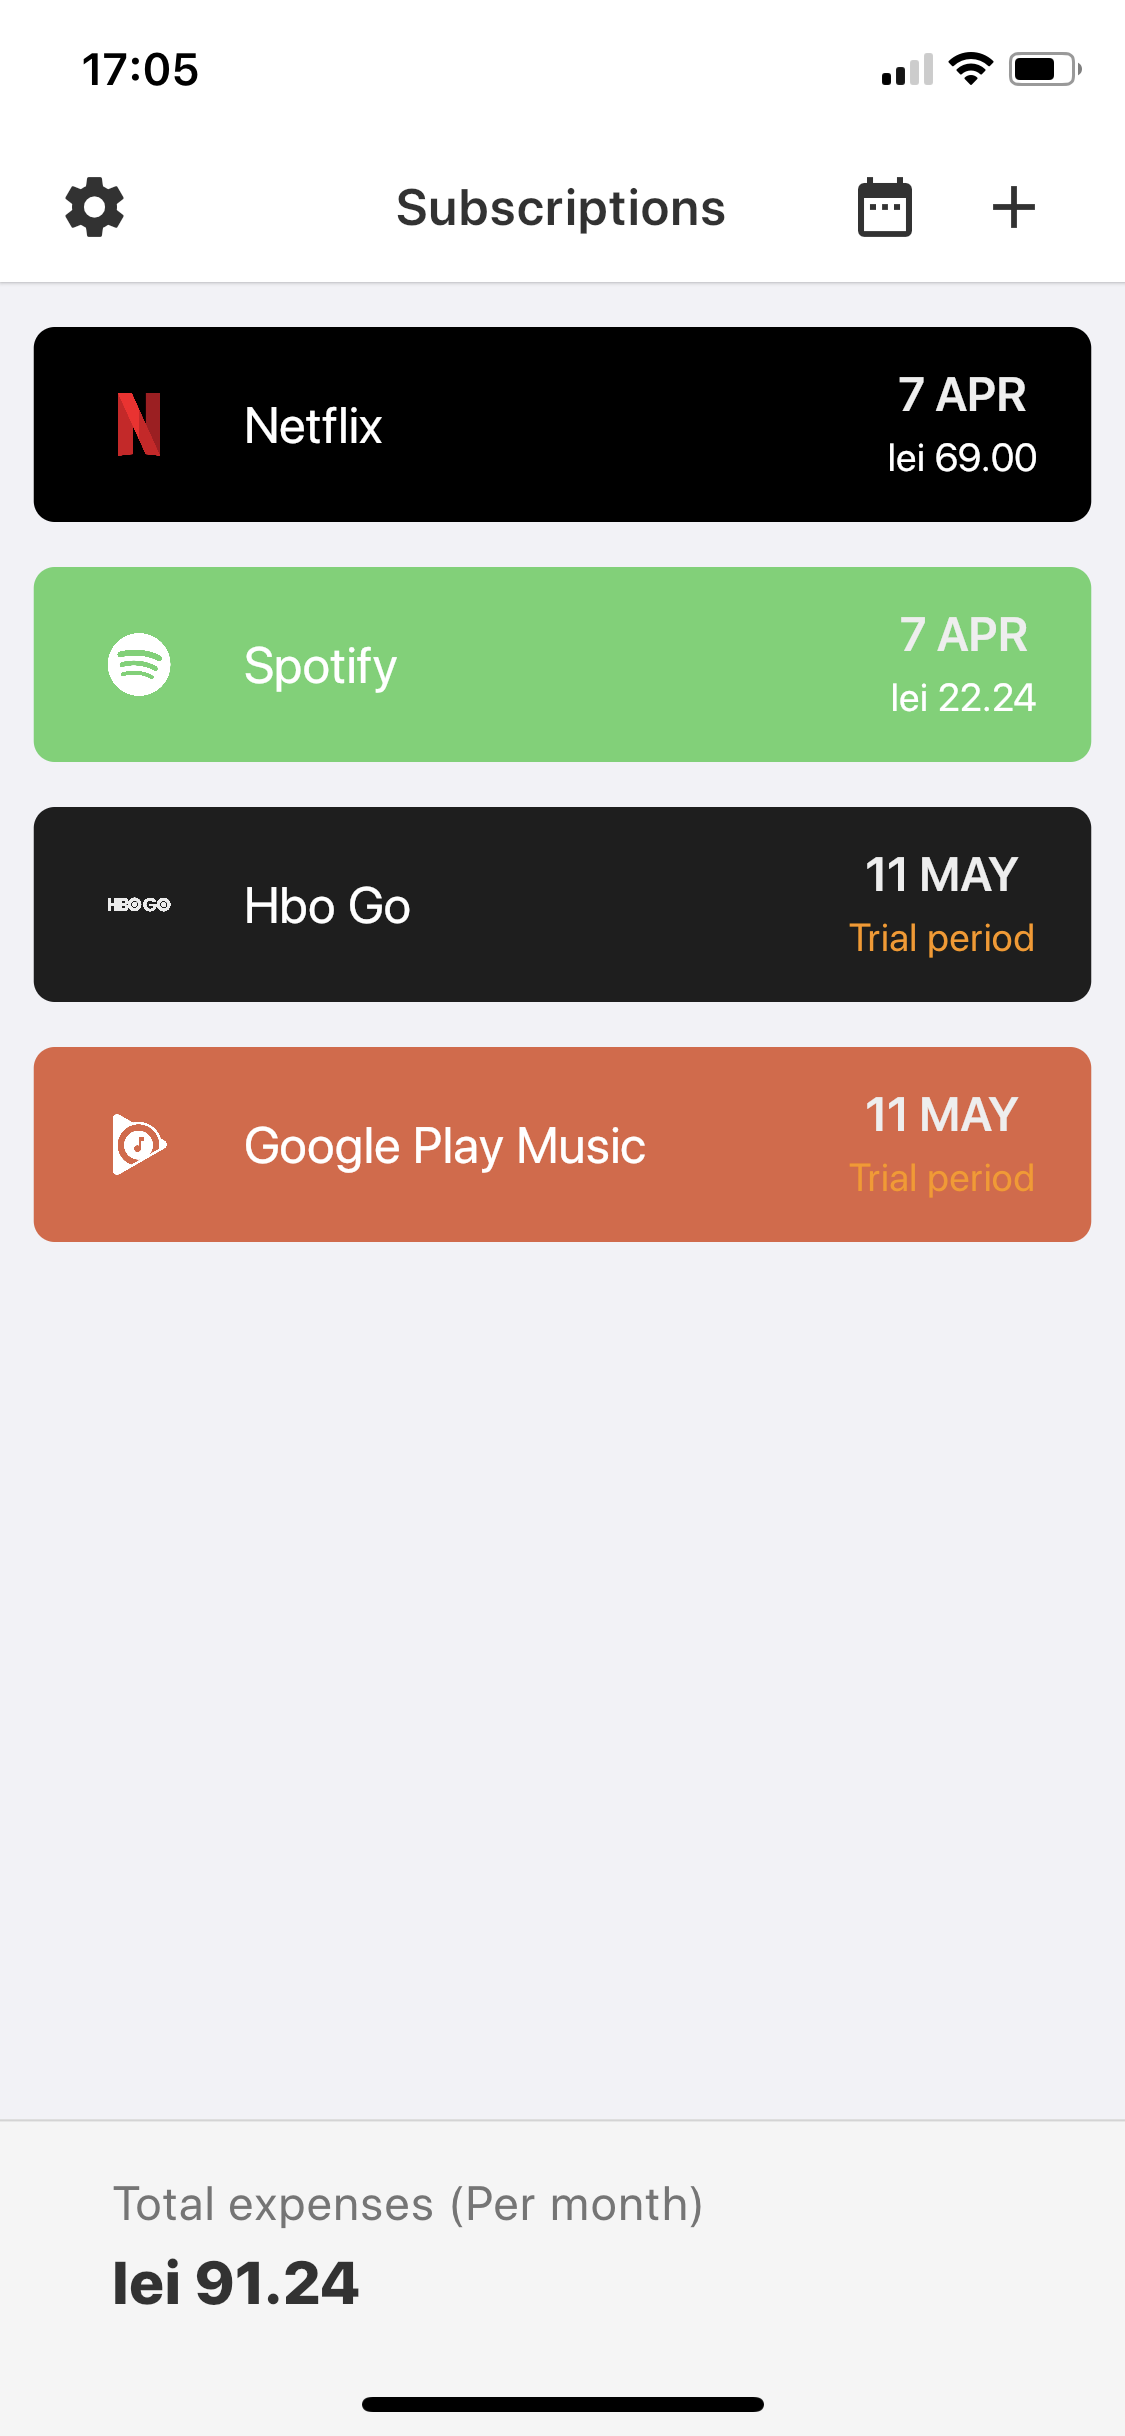 17:05
Subscriptions
Netflix
7 APR
lei 69.00
Spotify
7 APR
lei 22.24
HBO GO
Hbo Go
11 MAY
Trial period
Google Play Music
11 MAY
Trial period
Total expenses (Per month)
lei 91.24